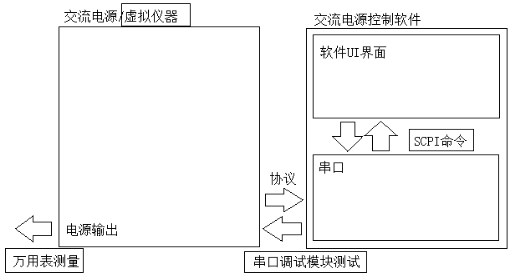 交流电源/虚拟仪器
交流电源控制软件
软件UI界面
SCPI命令
串口
协议
电源输出
万用表测量
串口调试模块测试